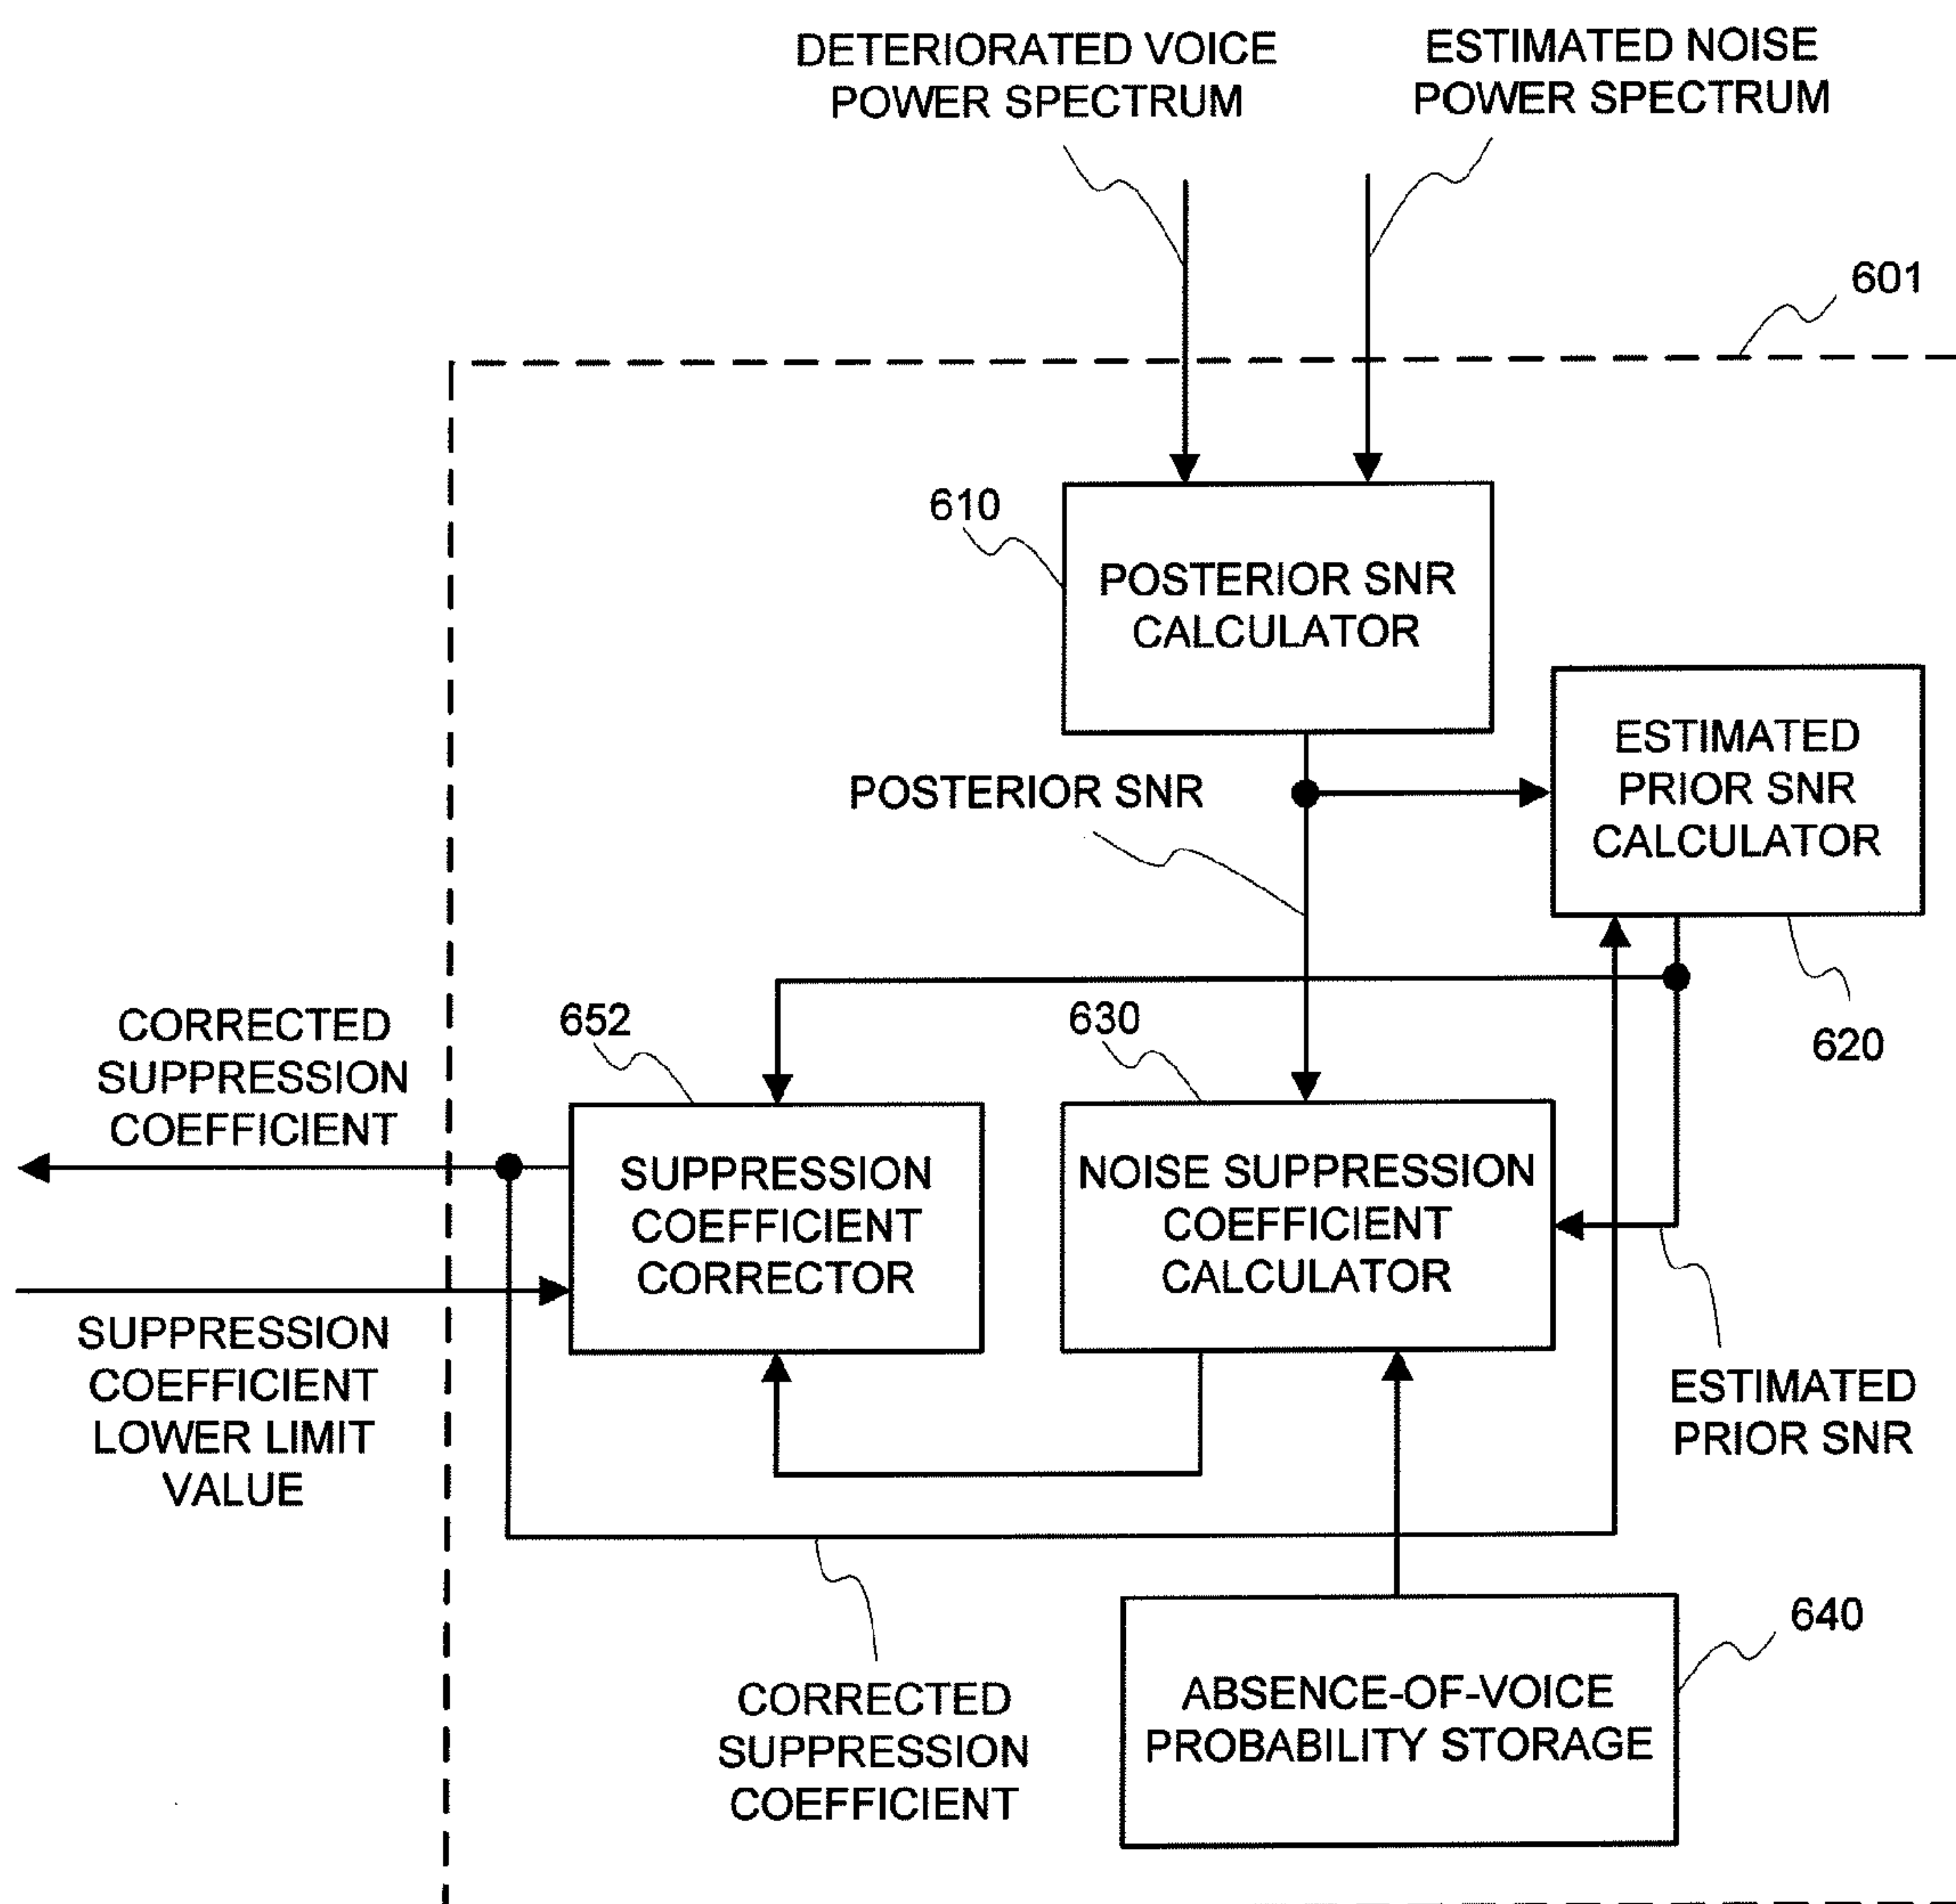 DETERIORATED VOICE
POWER SPECTRUM
ESTIMATED NOISE
POWER SPECTRUM
601
610
POSTERIOR SNR
CALCULATOR
ESTIMATED
PRIOR SNR
CALCULATOR
POSTERIOR SNR
620
CORRECTED
SUPPRESSION
COEFFICIENT
652
630
SUPPRESSION
COEFFICIENT
CORRECTOR
NOISE SUPPRESSION
COEFFICIENT
CALCULATOR
SUPPRESSION
COEFFICIENT
LOWER LIMIT
VALUE
ESTIMATED
PRIOR SNR
640
CORRECTED
SUPPRESSION
COEFFICIENT
ABSENCE-OF-VOICE
PROBABILITY STORAGE